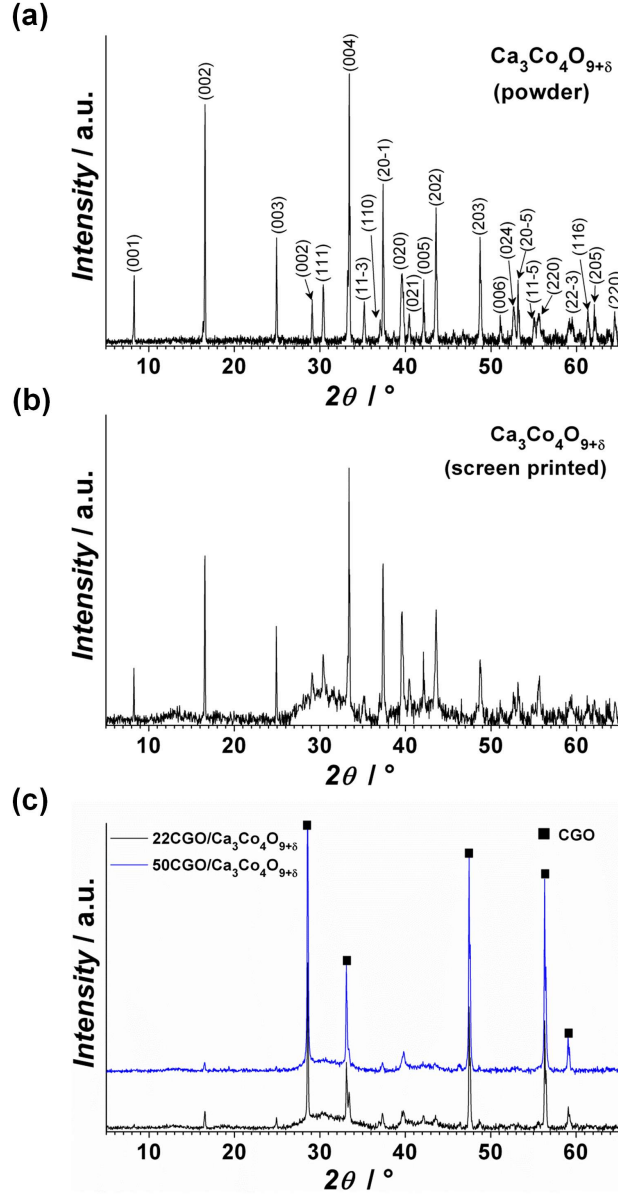 (a)
Ca₃Co₄O₉₊δ
(powder)
(001)
(002)
(003)
(002)
(111)
(004)
(11-3)
(110)
(20-1)
(020)
(021)
(005)
(202)
(203)
(006)
(024)
(20-5)
(11-5)
(220)
(22-3)
(116)
(205)
(220)
Intensity / a.u.
10 20 30 40 50 60
2θ / °
(b)
Ca₃Co₄O₉₊δ
(screen printed)
Intensity / a.u.
10 20 30 40 50 60
2θ / °
(c)
22CGO/Ca₃Co₄O₉₊δ
50CGO/Ca₃Co₄O₉₊δ
CGO
Intensity / a.u.
10 20 30 40 50 60
2θ / °